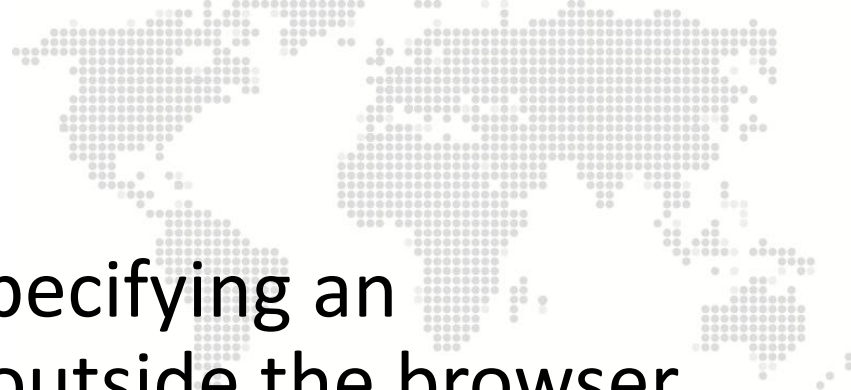 pecifying an
outside the browser